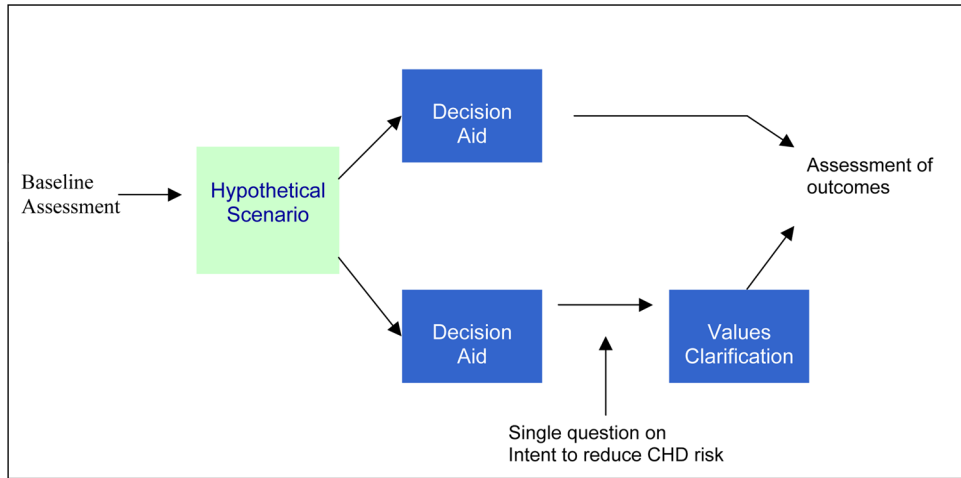 Baseline
Assessment
Hypothetical
Scenario
Decision
Aid
Assessment of
outcomes
Decision
Aid
Values
Clarification
Single question on
Intent to reduce CHD risk